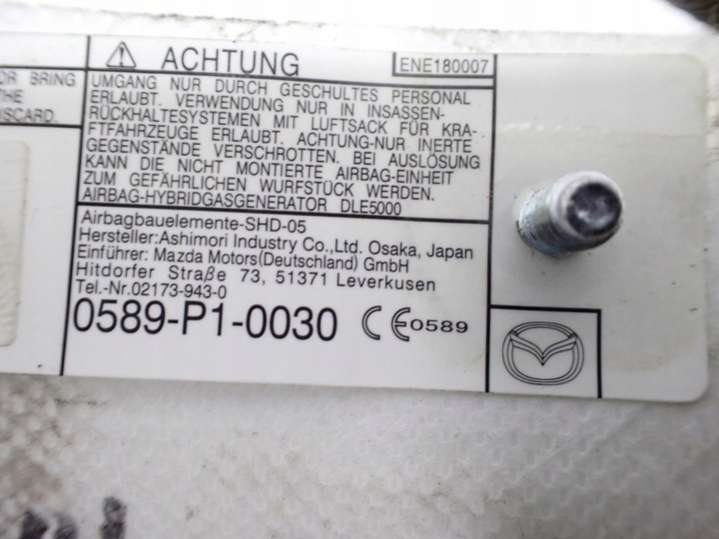 OR BRING
THE
ISCARD.
ACHTUNG
ENE180007
UMGANG NUR DURCH GESCHULTES PERSONAL
ERLAUBT. VERWENDUNG NUR IN INSASSEN-
RÜCKHALTESYSTEMEN MIT LUFTSACK FÜR KRA-
FTFAHRZEUGE ERLAUBT. ACHTUNG-NUR INERTE
GEGENSTÄNDE VERSCHROTTEN. BEI AUSLÖSUNG
KANN DIE NICHT MONTIERTE AIRBAG-EINHEIT
ZUM GEFÄHRLICHEN WURFSTÜCK WERDEN.
AIRBAG-HYBRIDGASGENERATOR DLE5000
Airbagbauelemente-SHD-05
Hersteller:Ashimori Industry Co.,Ltd. Osaka, Japan
Einführer: Mazda Motors(Deutschland) GmbH
Hitdorfer Straße 73, 51371 Leverkusen
Tel.-Nr.02173-943-0
0589-P1-0030 CE0589